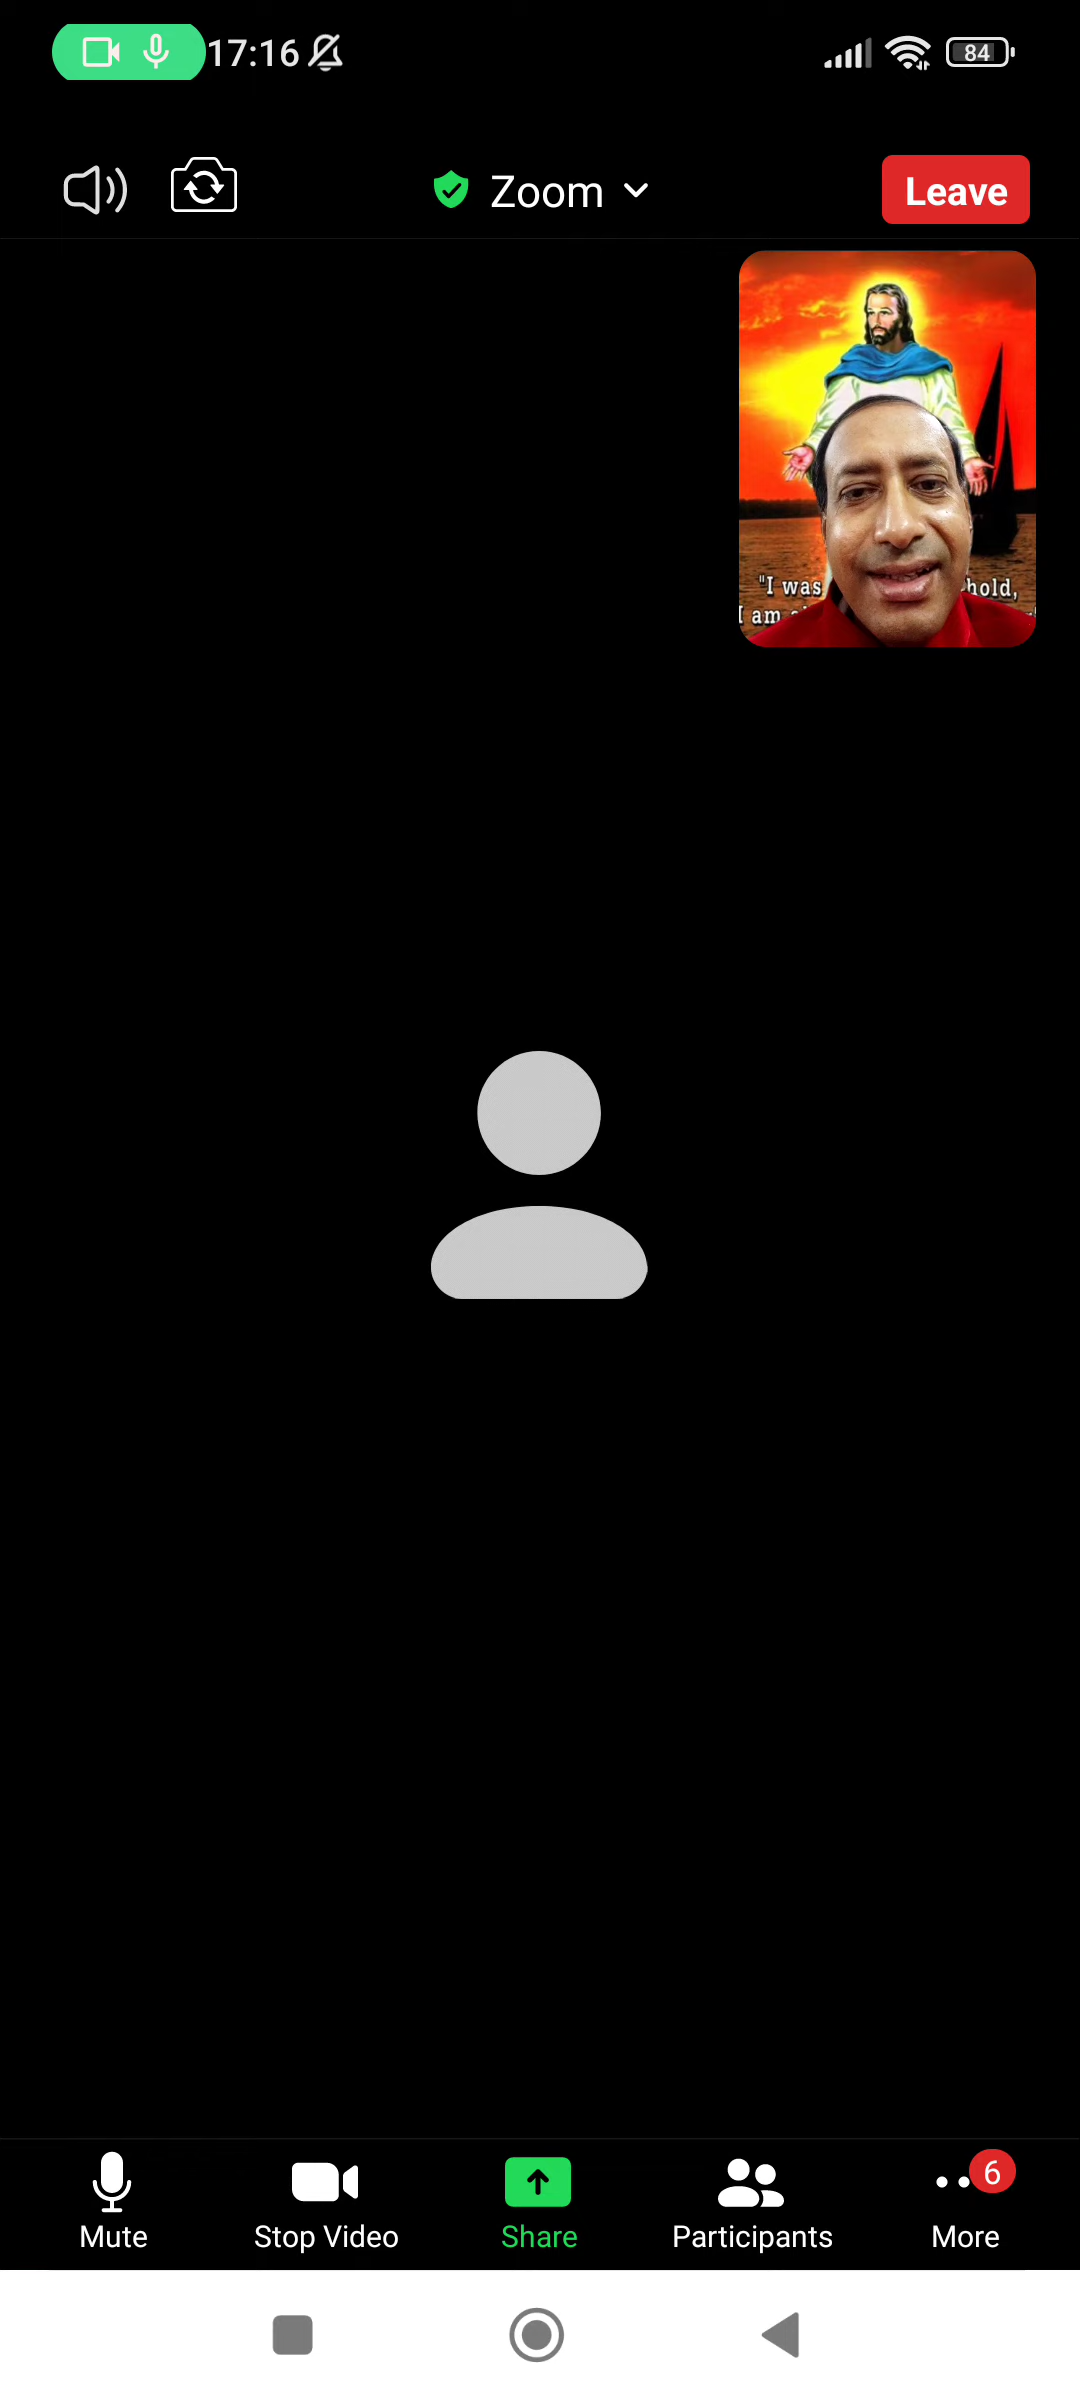 17:16
84
Zoom
Leave
"I was hold,
I am
Mute
Stop Video
Share
Participants
6
More